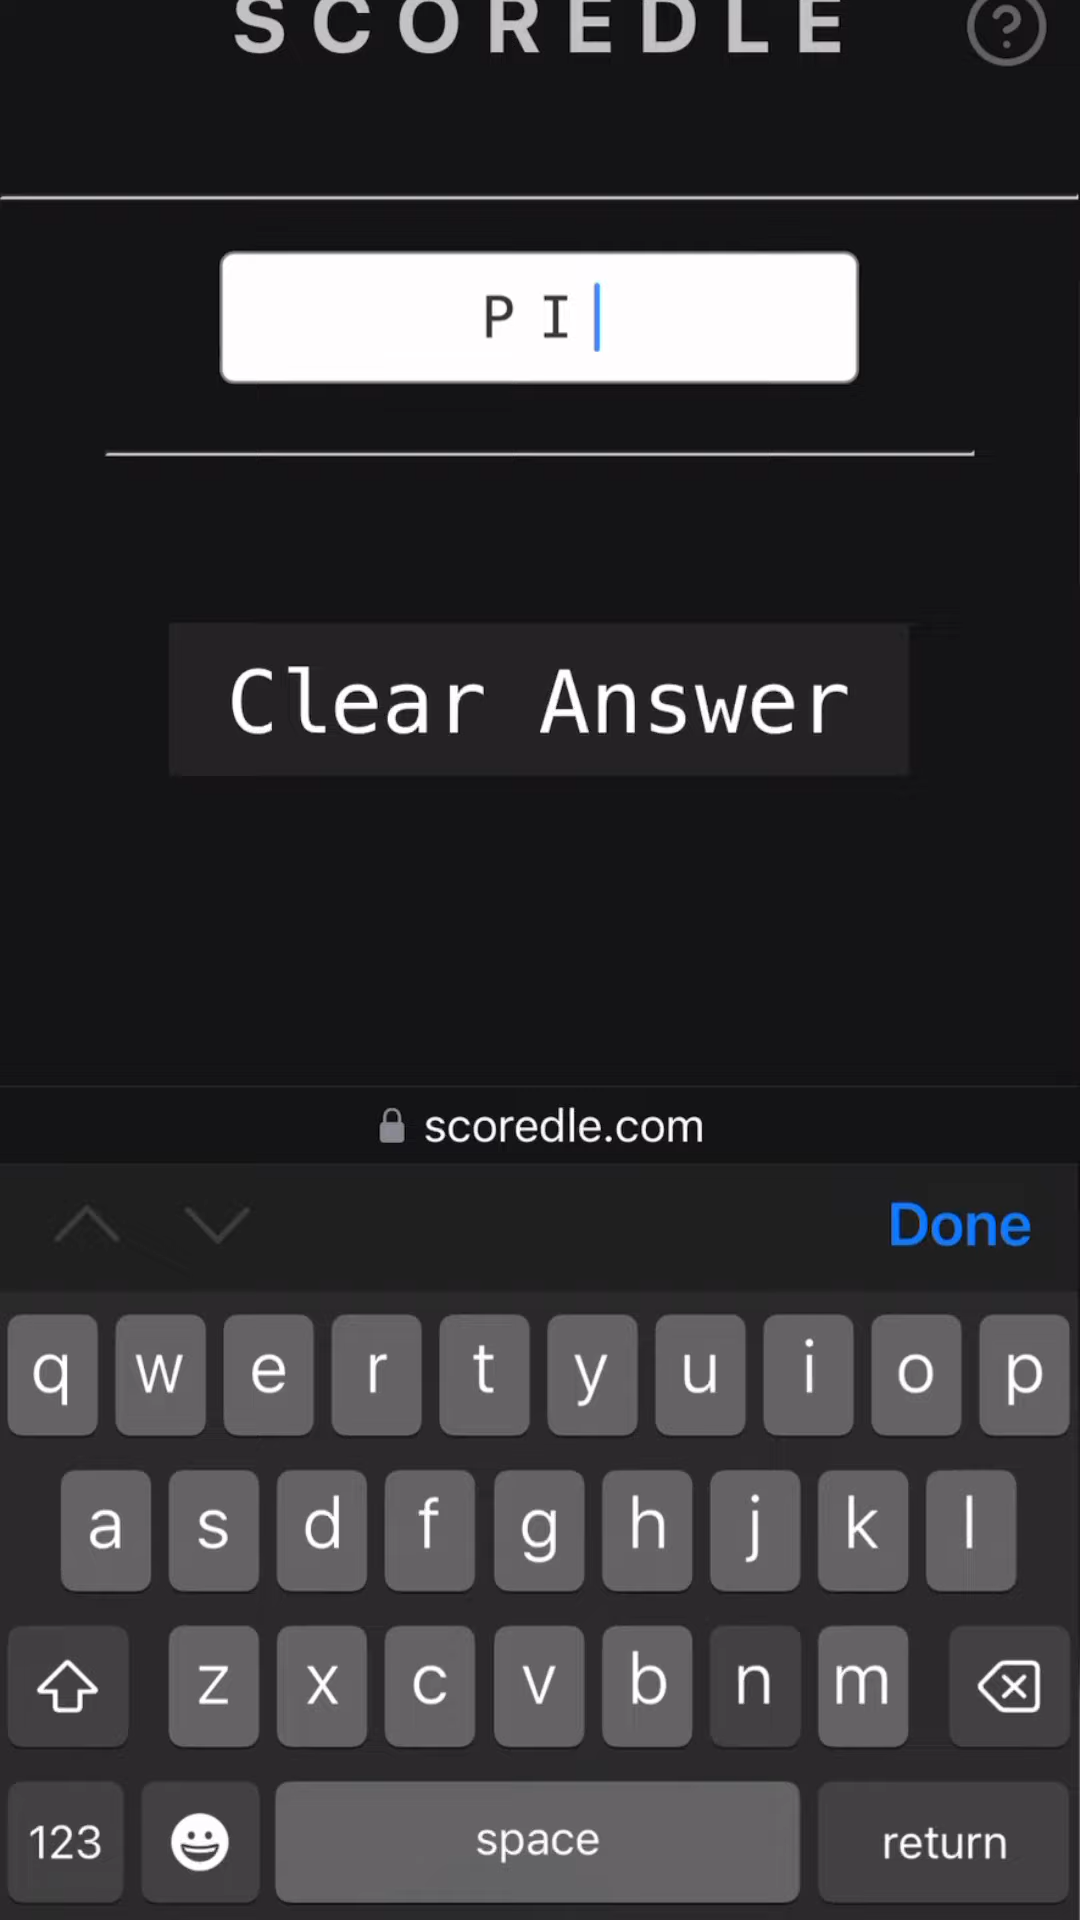 SCOREDLE ?
PI
Clear Answer
scoredle.com
Done
q w e r t y u i o p
a s d f g h j k l
z x c v b n m
123 space return